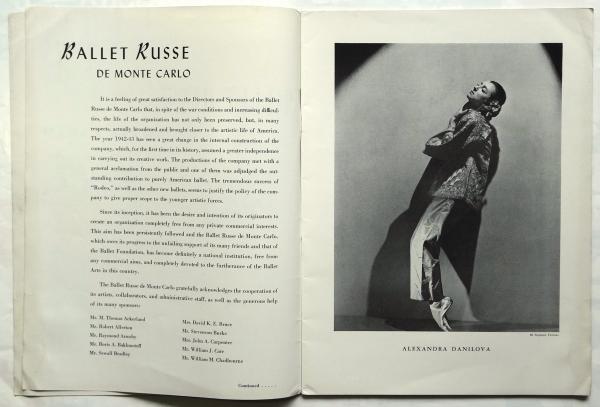 BALLET RUSSE
DE MONTE CARLO
It is a feeling of great satisfaction to the Directors and Sponsors of the Ballet
Russe de Monte Carlo that, in spite of the war conditions and increasing difficul-
ties, the life of the organization has not only been preserved, but, in many
respects, actually broadened and brought closer to the artistic life of America.
The year 1942-43 has seen a great change in the internal construction of the
company, which, for the first time in its history, assumed a greater independence
in carrying out its creative work. The productions of the company met with a
general acclamation from the public and one of them was adjudged the out-
standing contribution to purely American ballet. The tremendous success of
"Rodeo," as well as the other new ballets, seems to justify the policy of the com-
pany to give proper scope to the younger artistic forces.
Since its inception, it has been the desire and intention of its originators to
create an organization completely free from any private commercial interests.
This aim has been persistently followed and the Ballet Russe de Monte Carlo,
which owes its progress to the unfailing support of its many friends and that of
the Ballet Foundation, has become definitely a national institution, free from
any commercial aims, and completely devoted to the furtherance of the Ballet
Arts in this country.
The Ballet Russe de Monte Carlo gratefully acknowledges the cooperation of
its artists, collaborators, and administrative staff, as well as the generous help
of its many sponsors:
Mr. M. Thomas Ackerland
Mr. Robert Allerton
Mr. Raymond
Mr. Boris A. Bakhmeteff
Mr. Sewall Bradley
Mrs. David K. E. Bruce
Mr. Stevenson Burke
Mrs. John A. Carpenter
Mr. William J. Carr
Mr. William M. Chadbourne
Continued . . . . .
ALEXANDRA DANILOVA